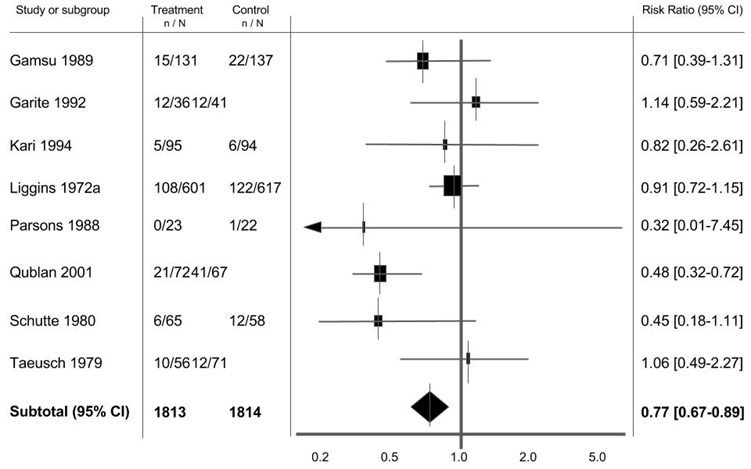 Study or subgroup Treatment Control Risk Ratio (95% CI)
n / N n / N
Gamsu 1989 15/131 22/137 0.71 [0.39-1.31]
Garite 1992 12/3612/41 1.14 [0.59-2.21]
Kari 1994 5/95 6/94 0.82 [0.26-2.61]
Liggins 1972a 108/601 122/617 0.91 [0.72-1.15]
Parsons 1988 0/23 1/22 0.32 [0.01-7.45]
Qublan 2001 21/7241/67 0.48 [0.32-0.72]
Schutte 1980 6/65 12/58 0.45 [0.18-1.11]
Taeusch 1979 10/5612/71 1.06 [0.49-2.27]
Subtotal (95% CI) 1813 1814 0.77 [0.67-0.89]
0.2 0.5 1.0 2.0 5.0